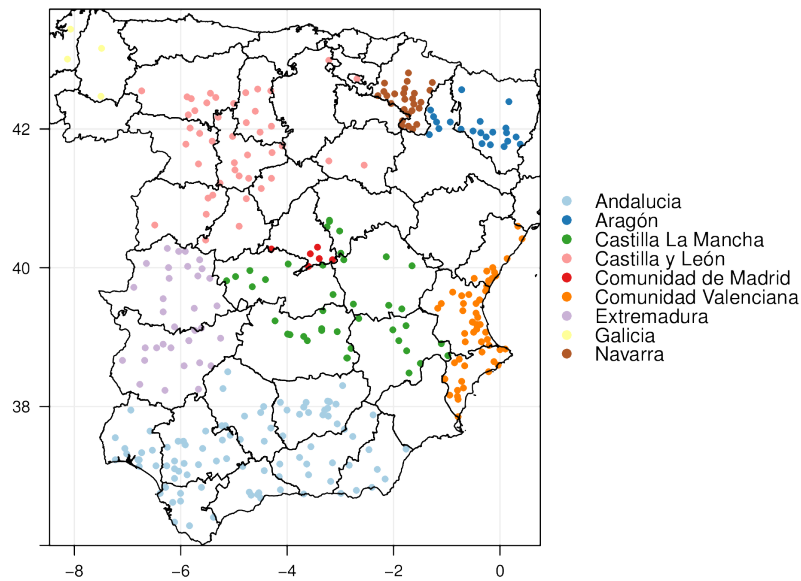 42
40
38
−8
−6
−4
−2
0
Andalucia
Aragón
Castilla La Mancha
Castilla y León
Comunidad de Madrid
Comunidad Valenciana
Extremadura
Galicia
Navarra